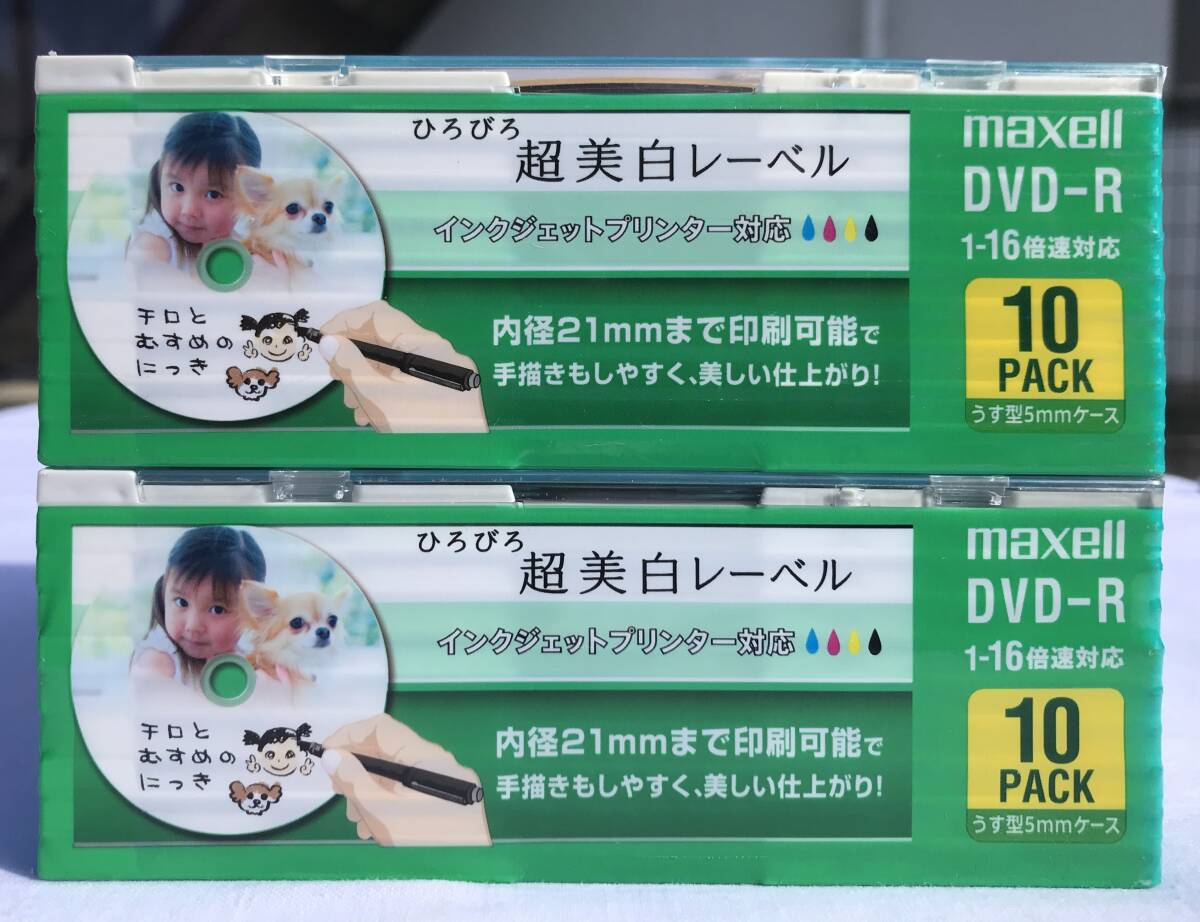 ひろびろ
超美白レーベル
インクジェットプリンター対応
チロと
むすめの
にっき
内径21mmまで印刷可能で
手描きもしやすく、美しい仕上がり!
maxell
DVD-R
1-16倍速対応
10
PACK
うす型5mmケース
ひろびろ
超美白レーベル
インクジェットプリンター対応
チロと
むすめの
にっき
内径21mmまで印刷可能で
手描きもしやすく、美しい仕上がり!
maxell
DVD-R
1-16倍速対応
10
PACK
うす型5mmケース